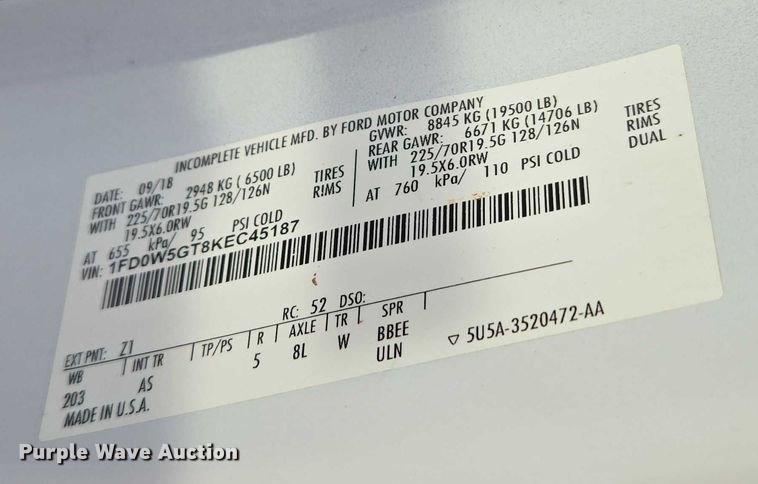 INCOMPLETE VEHICLE MFD. BY FORD MOTOR COMPANY
DATE: 09/18 GVWR: 8845 KG (19500 LB)
FRONT GAWR: 2948 KG ( 6500 LB) REAR GAWR: 6671 KG (14706 LB)
WITH 225/70R19.5G 128/126N TIRES WITH 225/70R19.5G 128/126N TIRES
19.5X6.0RW RIMS 19.5X6.0RW RIMS
AT 655 kPa/ 95 PSI COLD AT 760 kPa/ 110 PSI COLD DUAL
VIN: 1FD0W5GT8KEC45187
RC: 52 DSO:
EXT PNT: Z1
WB INT TR TP/PS R AXLE TR SPR
203 AS 5 8L W BBEE
ULN
5U5A-3520472-AA
MADE IN U.S.A.
Purple Wave Auction